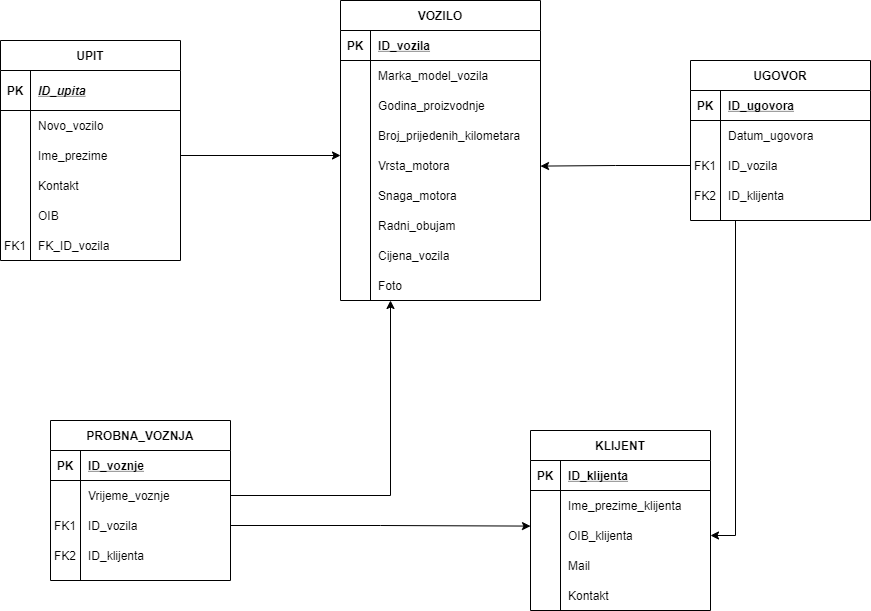 VOZILO
PK ID_vozila
Marka_model_vozila
Godina_proizvodnje
Broj_prijedenih_kilometara
Vrsta_motora
Snaga_motora
Radni_obujam
Cijena_vozila
Foto
UPIT
PK ID_upita
Novo_vozilo
Ime_prezime
Kontakt
OIB
FK1 FK_ID_vozila
UGOVOR
PK ID_ugovora
Datum_ugovora
FK1 ID_vozila
FK2 ID_klijenta
PROBNA_VOZNJA
PK ID_voznje
Vrijeme_voznje
FK1 ID_vozila
FK2 ID_klijenta
KLIJENT
PK ID_klijenta
Ime_prezime_klijenta
OIB_klijenta
Mail
Kontakt